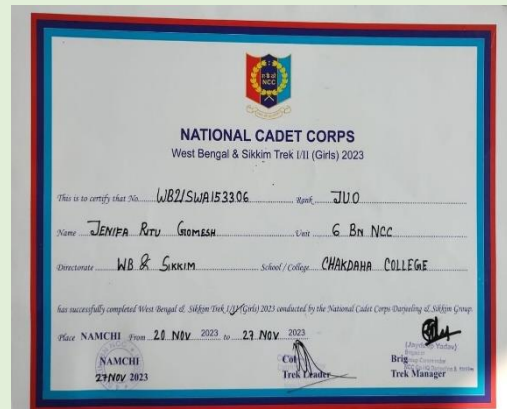 NCC
NATIONAL CADET CORPS
West Bengal & Sikkim Trek I/II (Girls) 2023
This is to certify that No. WB21SWA153306 Rank JUO
Name JENIFA RITU GOMESH Unit 6 BN NCC
Directorate WB & SIKKIM School / College CHAKDAHA COLLEGE
has successfully completed West Bengal & Sikkim Trek I/II (Girls) 2023 conducted by the National Cadet Corps Darjeeling & Sikkim Group.
Place NAMCHI From 20 NOV 2023 to 27 NOV 2023
NAMCHI Col Brig
27 NOV 2023 Trek Leader Trek Manager